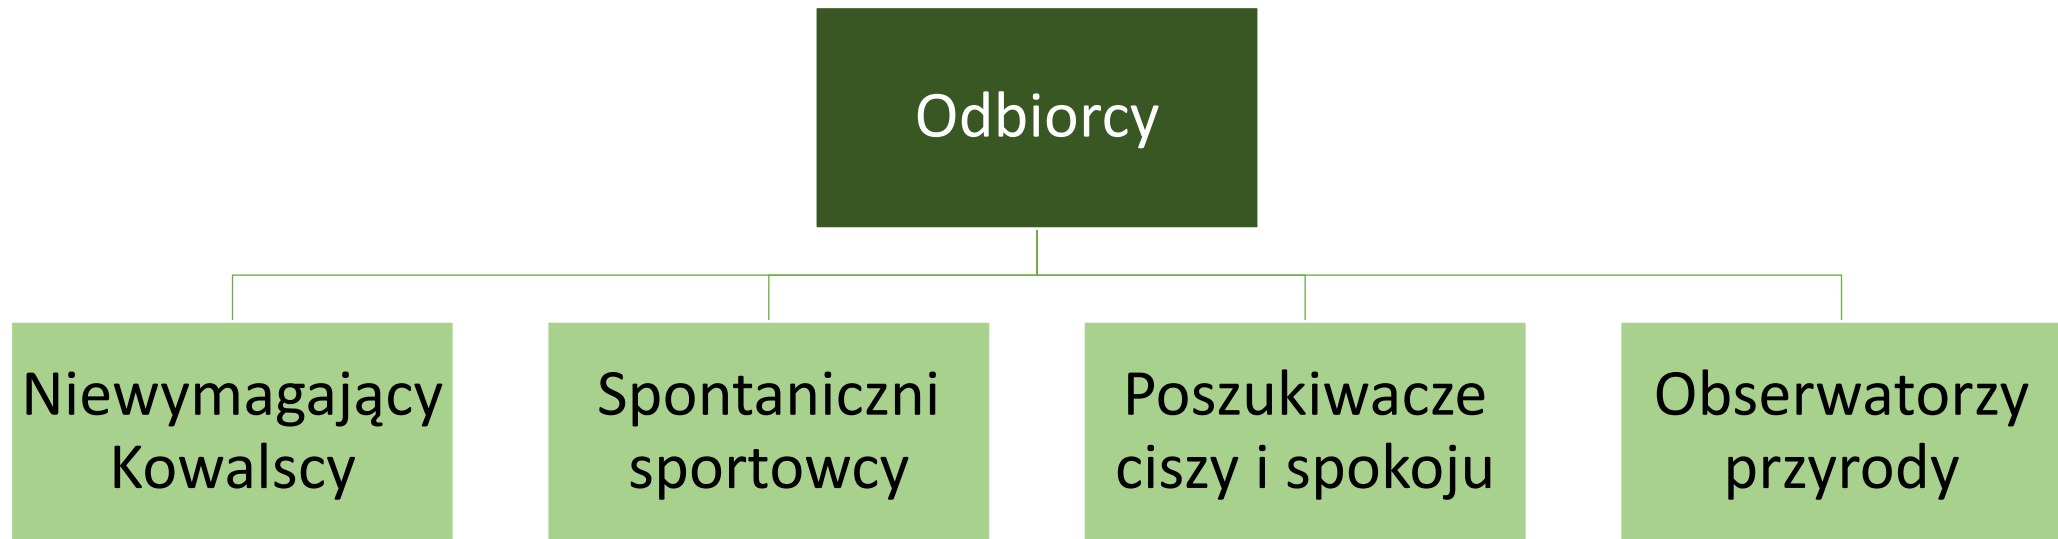 Odbiorcy
Niewymagający
Kowalscy
Spontaniczni
sportowcy
Poszukiwacze
ciszy i spokoju
Obserwatorzy
przyrody